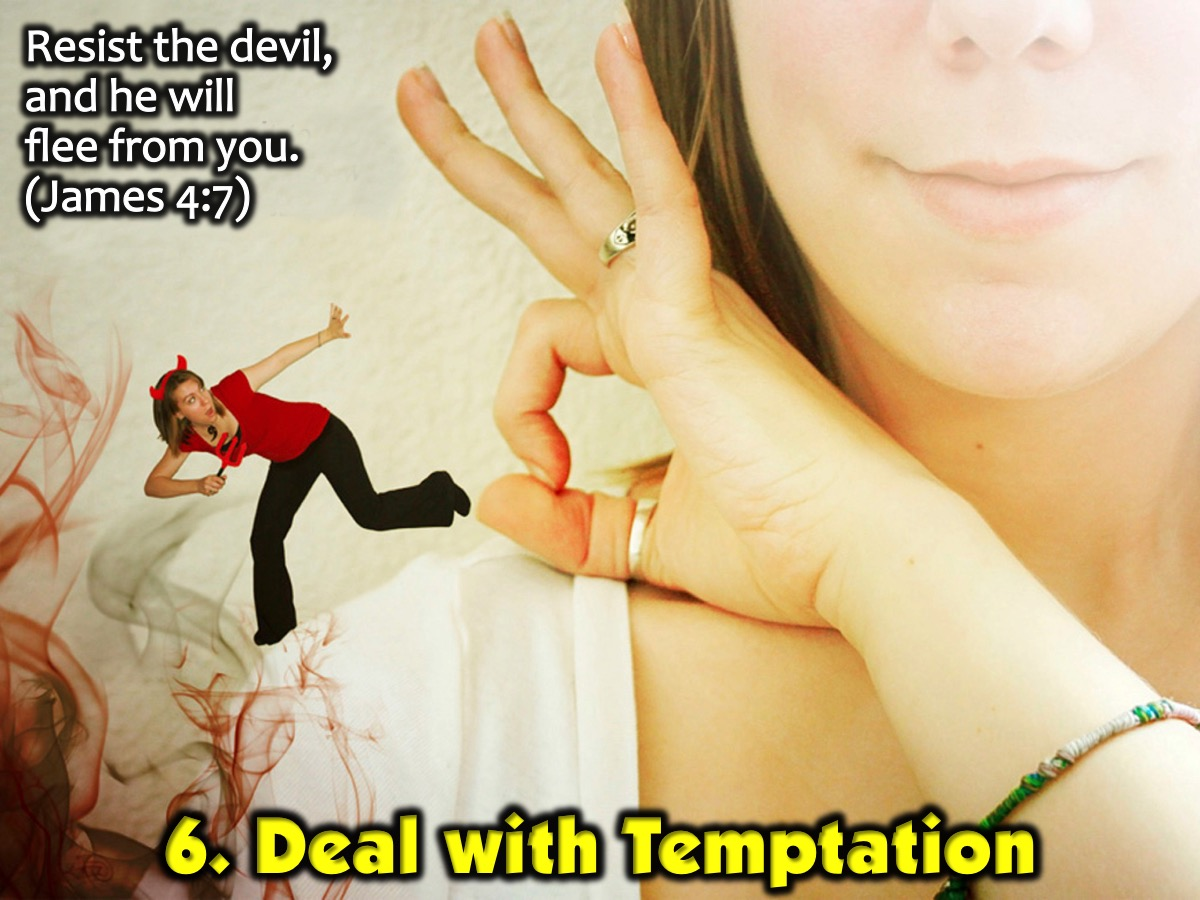 Resist the devil,
and he will
flee from you.
(James 4:7)
6. Deal with Temptation